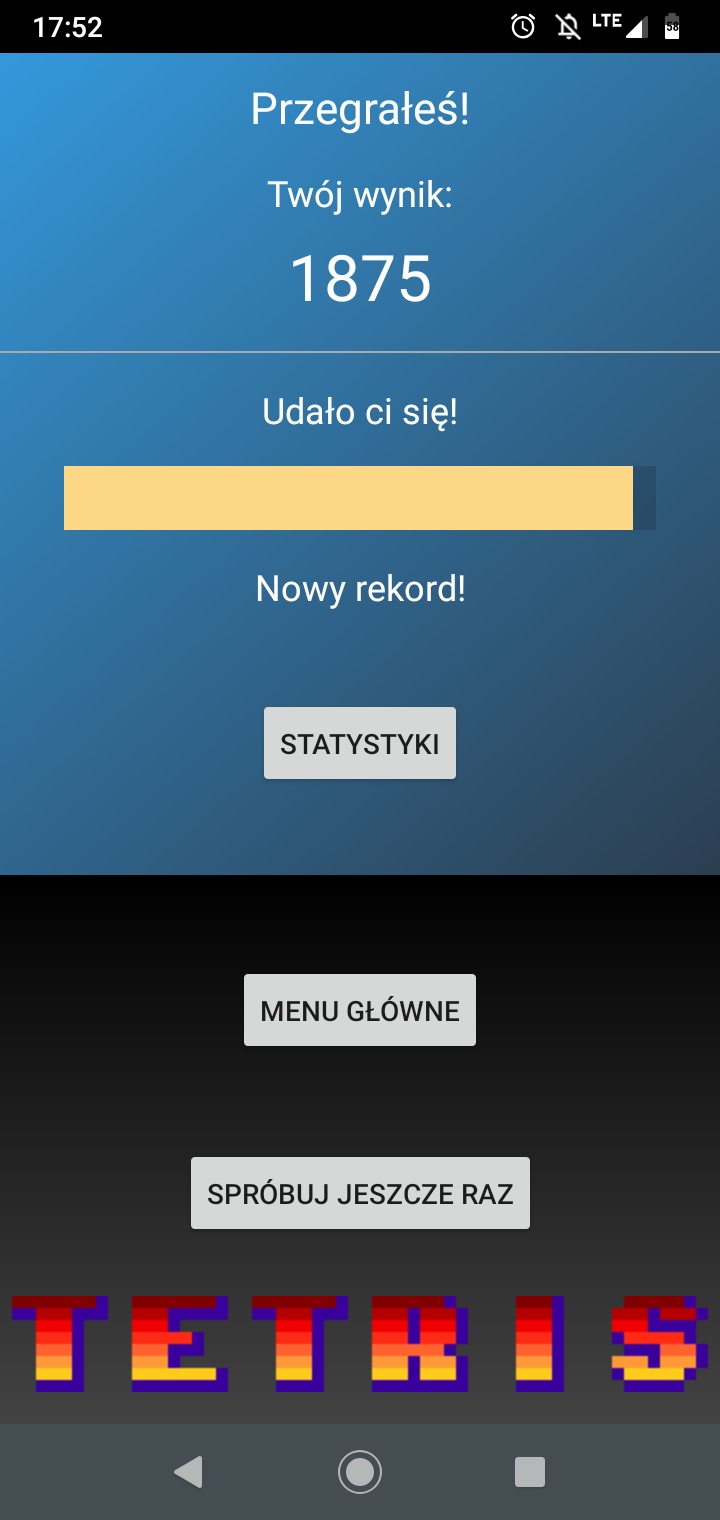 17:52 LTE 58
Przegrałeś!
Twój wynik:
1875
Udało ci się!
Nowy rekord!
STATYSTYKI
MENU GŁÓWNE
SPRÓBUJ JESZCZE RAZ
TETRIS